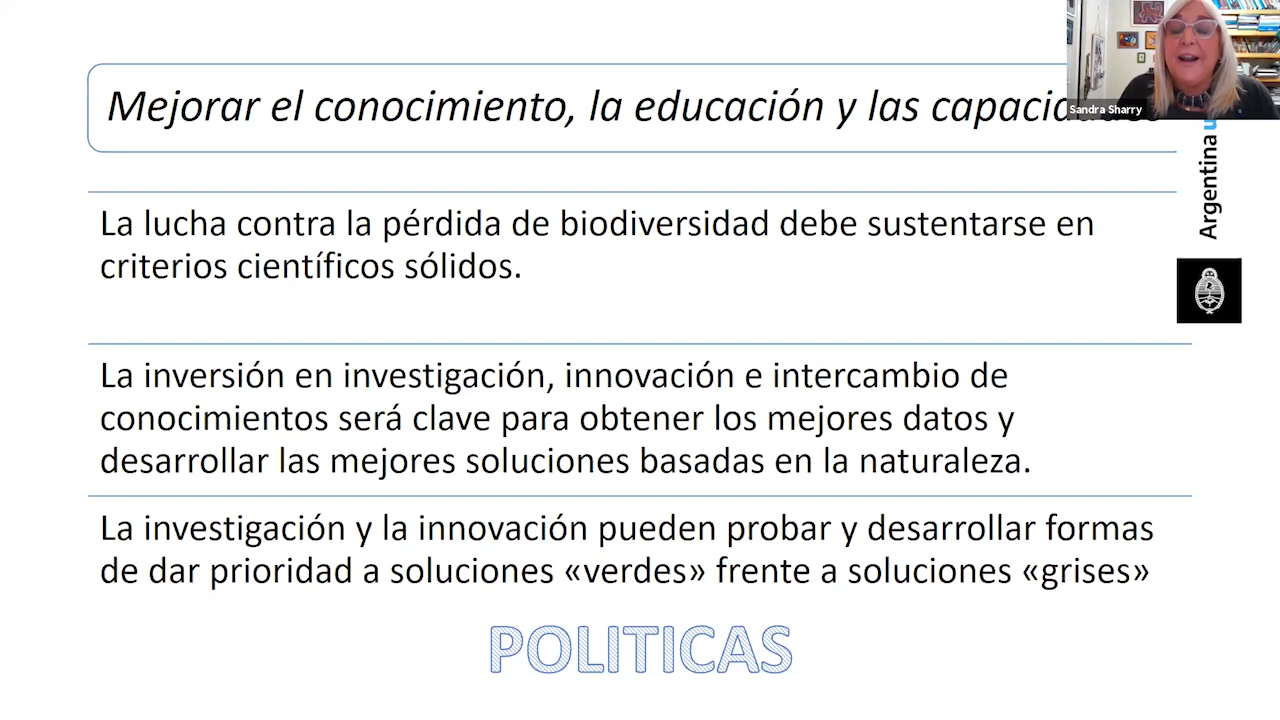 Mejorar el conocimiento, la educación y las
Sandra Sharry
Argentina
La lucha contra la pérdida de biodiversidad debe sustentarse en
criterios científicos sólidos.
La inversión en investigación, innovación e intercambio de
conocimientos será clave para obtener los mejores datos y
desarrollar las mejores soluciones basadas en la naturaleza.
La investigación y la innovación pueden probar y desarrollar formas
de dar prioridad a soluciones «verdes» frente a soluciones «grises»
POLITICAS